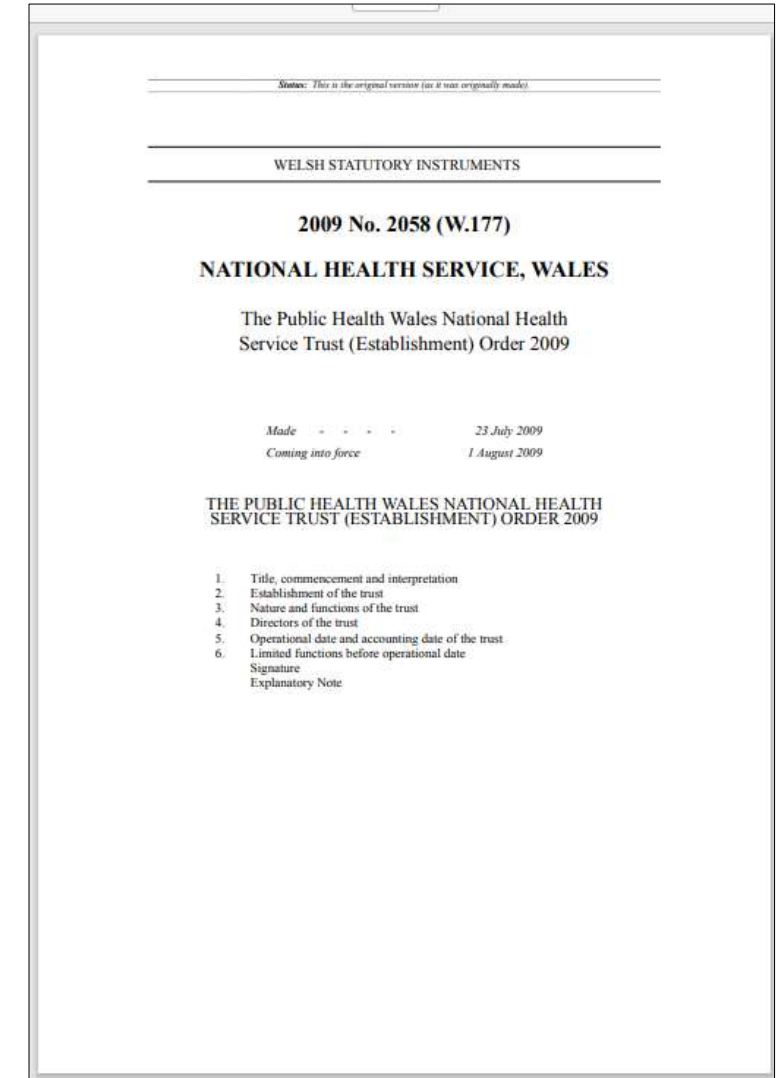 Status: This is the original version (as it was originally made).
WELSH STATUTORY INSTRUMENTS
2009 No. 2058 (W.177)
NATIONAL HEALTH SERVICE, WALES
The Public Health Wales National Health
Service Trust (Establishment) Order 2009
Made - - - - 23 July 2009
Coming into force 1 August 2009
THE PUBLIC HEALTH WALES NATIONAL HEALTH
SERVICE TRUST (ESTABLISHMENT) ORDER 2009
1. Title, commencement and interpretation
2. Establishment of the trust
3. Nature and functions of the trust
4. Directors of the trust
5. Operational date and accounting date of the trust
6. Limited functions before operational date
Signature
Explanatory Note